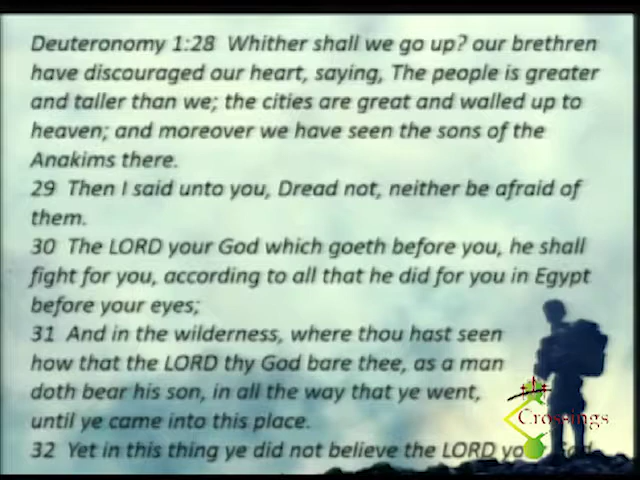 Deuteronomy 1:28 Whither shall we go up? our brethren
have discouraged our heart, saying, The people is greater
and taller than we; the cities are great and walled up to
heaven; and moreover we have seen the sons of the
Anakims there.
29 Then I said unto you, Dread not, neither be afraid of
them.
30 The LORD your God which goeth before you, he shall
fight for you, according to all that he did for you in Egypt
before your eyes;
31 And in the wilderness, where thou hast seen
how that the LORD thy God bare thee, as a man
doth bear his son, in all the way that ye went,
until ye came into this place.
32 Yet in this thing ye did not believe the LORD
Crossings